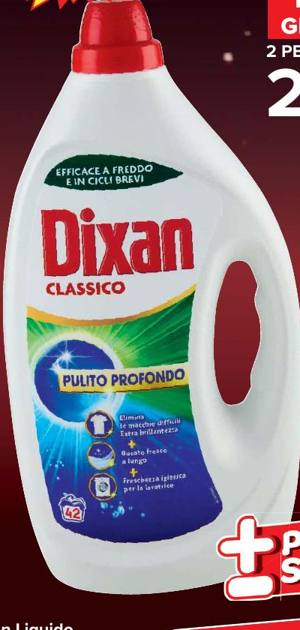 GI
2 PE
2
EFFICACE A FREDDO
E IN CICLI BREVI
Dixan
CLASSICO
PULITO PROFONDO
Elimina
le macchie difficili
Extra brillantezza
+
Bucato fresco
a lungo
+
Freschezza igienica
per la lavatrice
42
± P
S
n Liquido